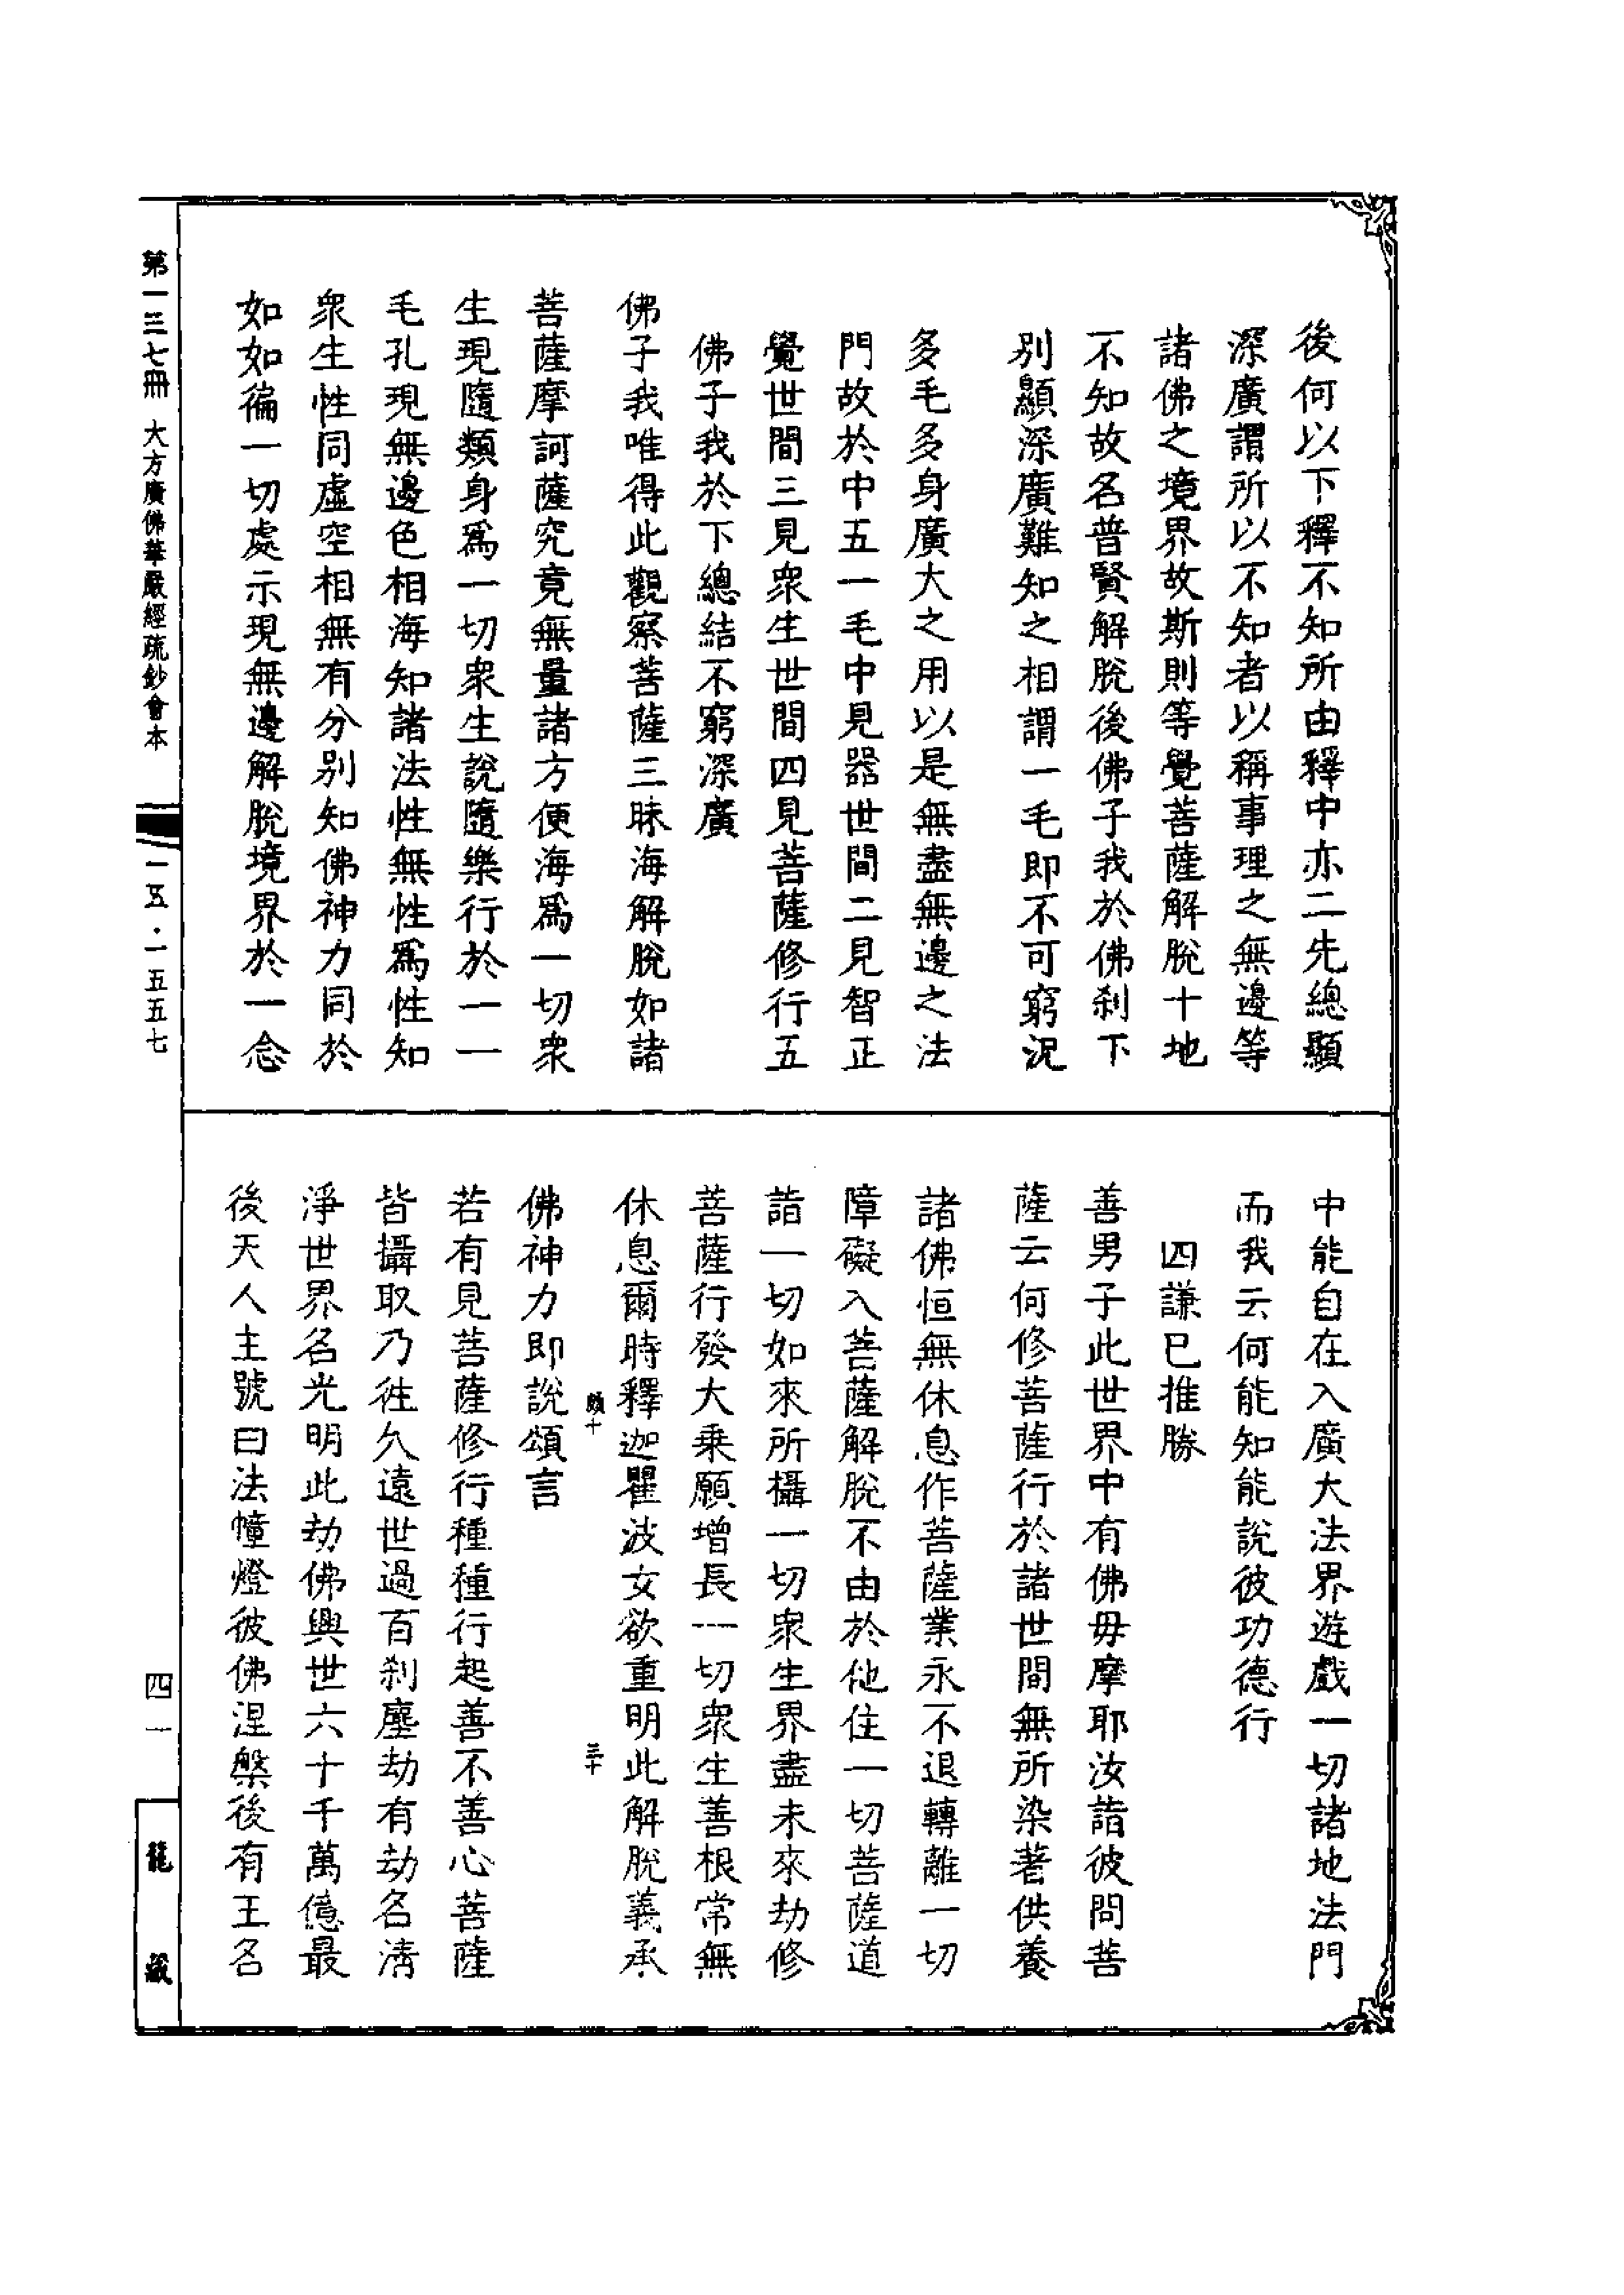 後何以下釋不知所由釋中亦二先總顯
深廣謂所以不知者以稱事理之無邊等
諸佛之境界故斯則等覺菩薩解脫十地
不知故名普賢解脫後佛子我於佛刹下
別顯深廣難知之相謂一毛即不可窮況
多毛多身廣大之用以是無盡無邊之法
門故於中五一毛中見器世間二見智正
覺世間三見衆生世間四見菩薩修行五
佛子我於下總結不窮深廣
佛子我唯得此觀察菩薩三昧海解脫如諸
菩薩摩訶薩究竟無量諸方便海爲一切衆
生現隨類身爲一切衆生說隨樂行於一一
毛孔現無邊色相海知諸法性無性爲性知
衆生性同虛空相無有分別知佛神力同於
如如徧一切處示現無邊解脫境界於一念
中能自在入廣大法界遊戲一切諸地法門
而我云何能知能說彼功德行
四謙已推勝
善男子此世界中有佛毋摩耶汝詣彼問菩
薩云何修菩薩行於諸世間無所染著供養
諸佛恒無休息作菩薩業永不退轉離一切
障礙入菩薩解脫不由於他住一切菩薩道
詣一切如來所攝一切衆生界盡未來劫修
菩薩行發大乗願增長一切衆生善根常無
休息爾時釋迦瞿波女欲重明此解脫義承
頗十
三十
佛神力即說頌言
若有見菩薩修行種種行起善不善心菩薩
皆攝取乃徃久遠世過百刹塵劫有劫名清
淨世界名光明此劫佛興世六十千萬億最
後天人主號曰法幢燈彼佛涅槃後有王名
第一三七冊 大方廣佛華嚴經疏鈔會本
一五·一五五七
四一
龍藏